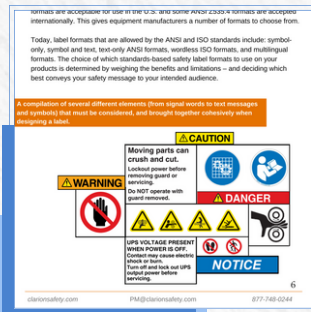 formats are acceptable for use in the U.S. and some ANSI Z535.4 formats are accepted
internationally. This gives equipment manufacturers a number of formats to choose from.
Today, label formats that are allowed by the ANSI and ISO standards include: symbol-
only, symbol and text, text-only ANSI formats, wordless ISO formats, and multilingual
formats. The choice of which standards-based safety label formats to use on your
products is determined by weighing the benefits and limitations – and deciding which
best conveys your safety message to your intended audience.
A compilation of several different elements (from signal words to text messages
and symbols) that must be considered, and brought together cohesively when
designing a label.
CAUTION
Moving parts can
crush and cut.
Lockout power before
removing guard or
servicing.
Do NOT operate with
guard removed.
WARNING
DANGER
UPS VOLTAGE PRESENT
WHEN POWER IS OFF.
Contact may cause electric
shock or burn.
Turn off and lock out UPS
output power before
servicing.
NOTICE
6
clarionsafety.com
PM@clarionsafety.com
877-748-0244